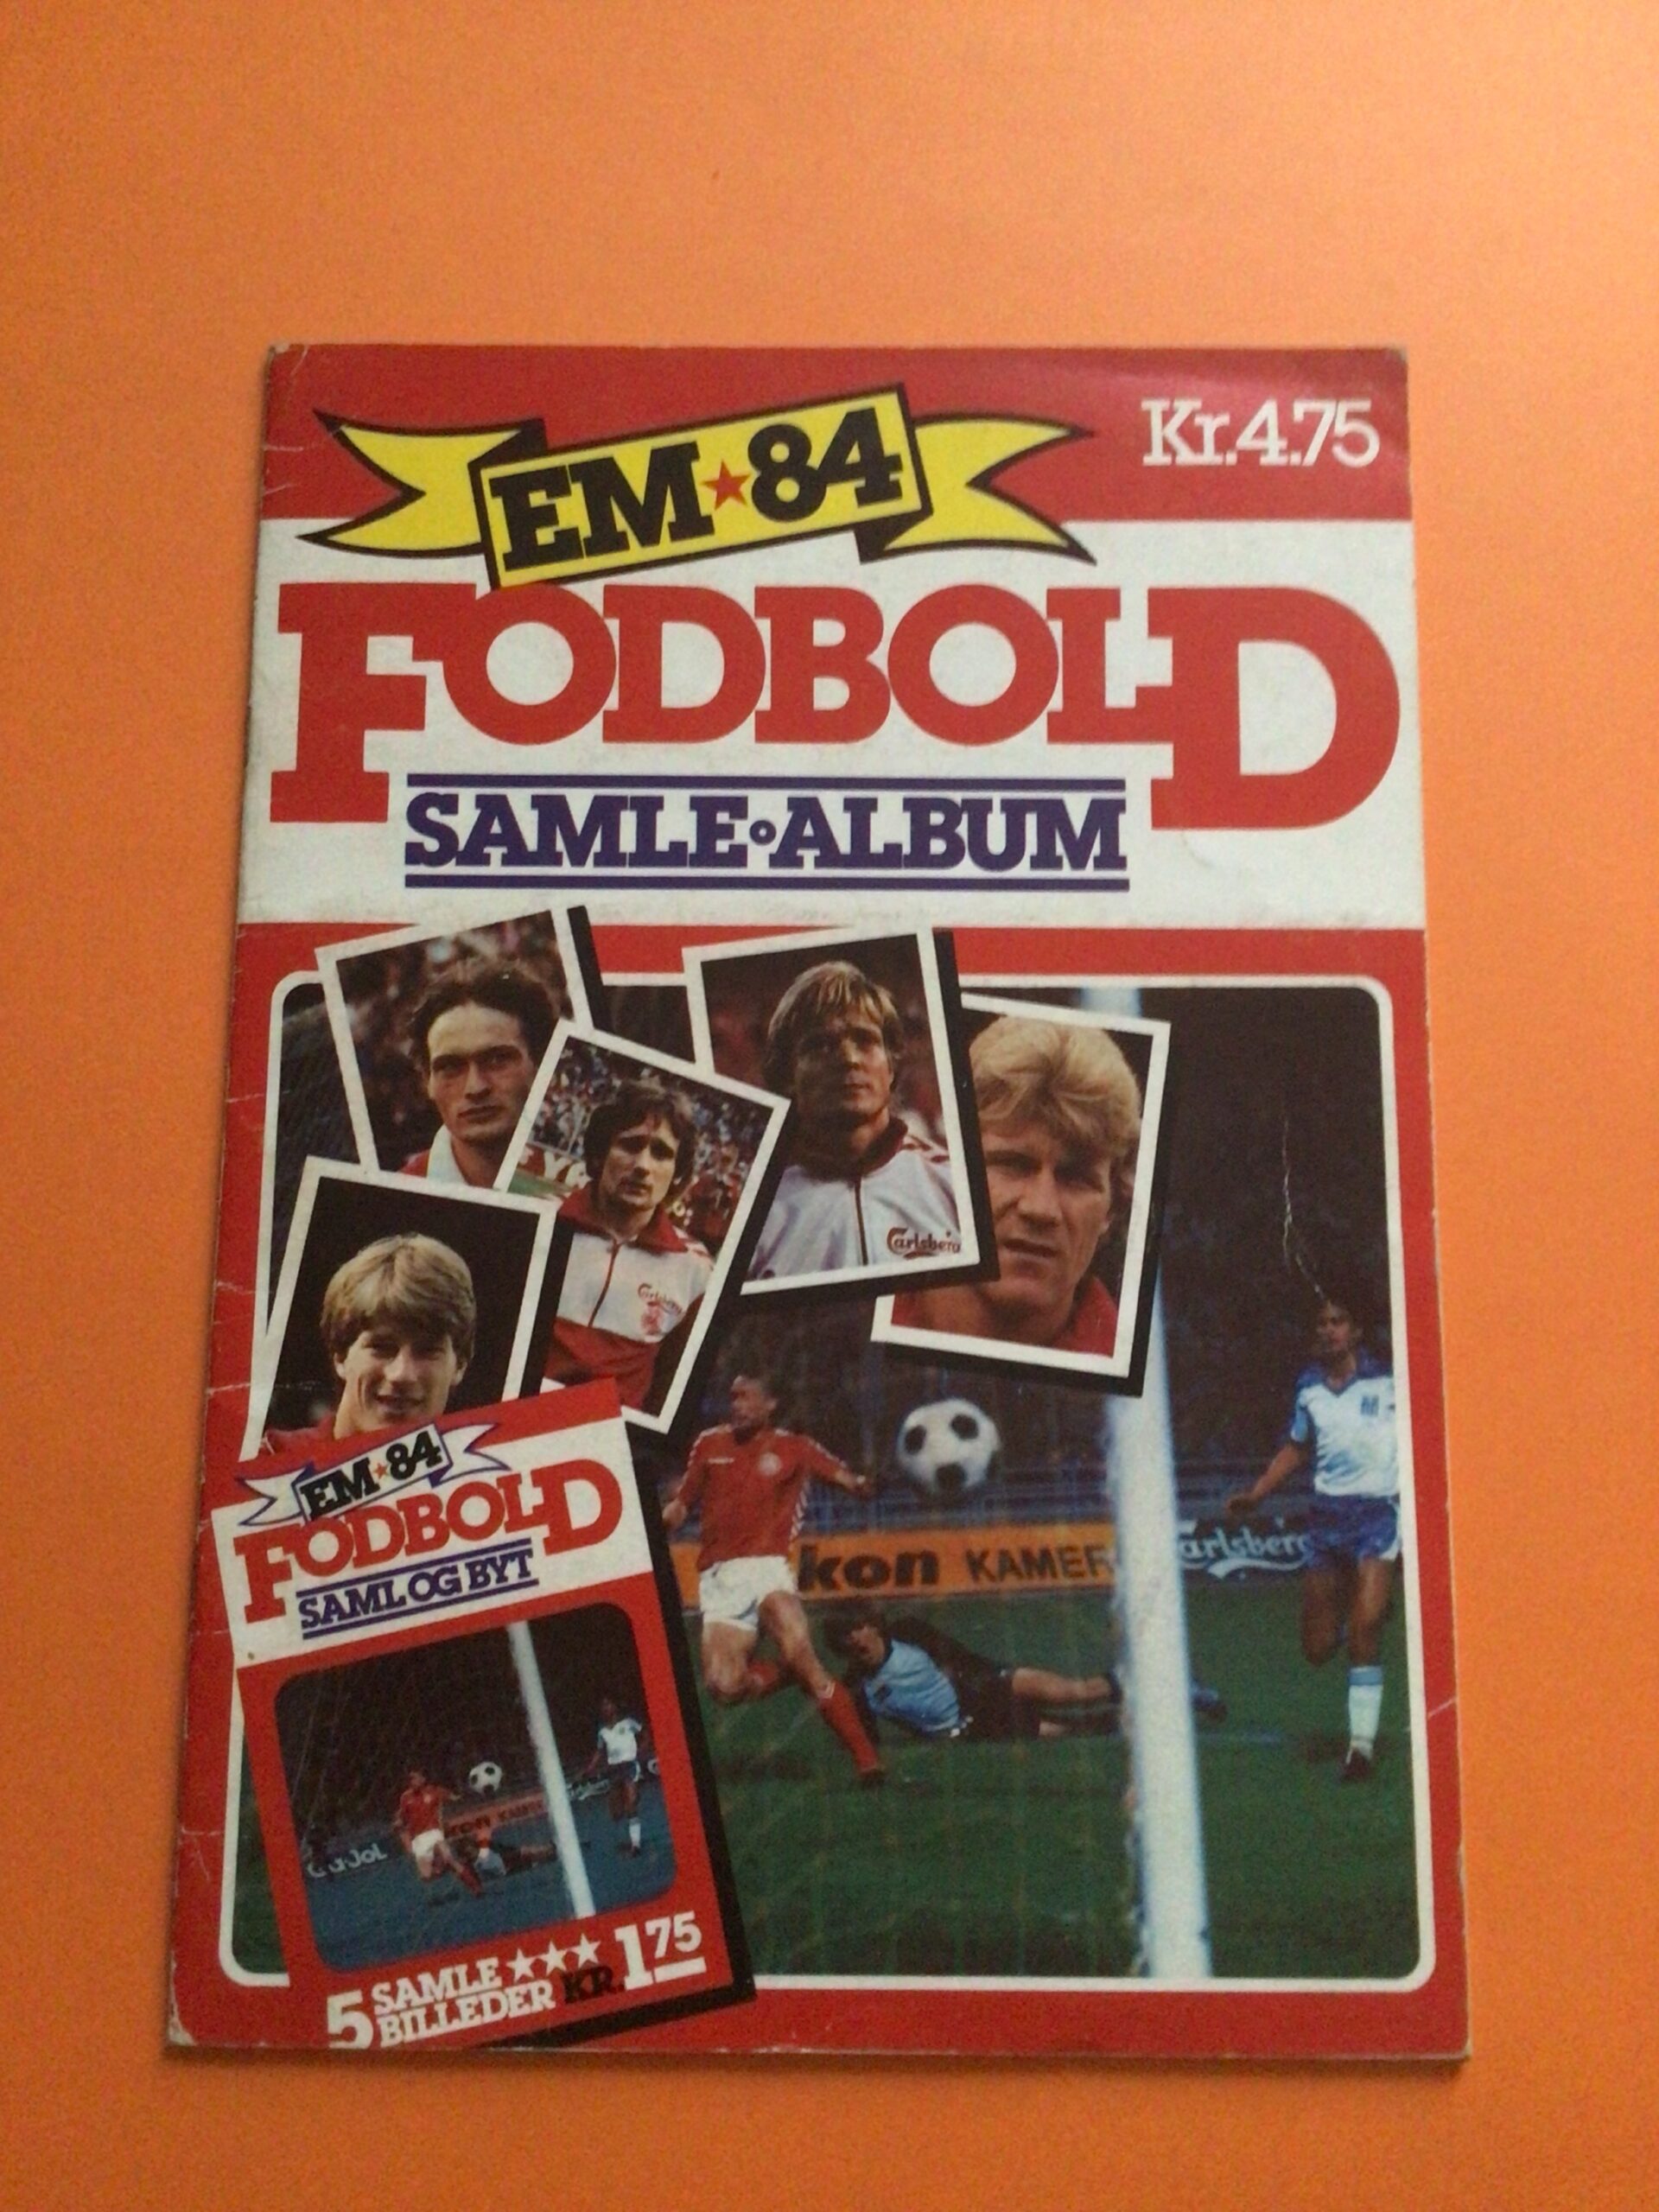 Kr.4.75
EM★84
FODBOLD
SAMLE•ALBUM
Carlsberg
Carlsberg
kon KAMER
Carlsberg
EM★84
FODBOLD
SAML OG BYT
5 SAMLE ★★★
BILLEDER KR. 1 75